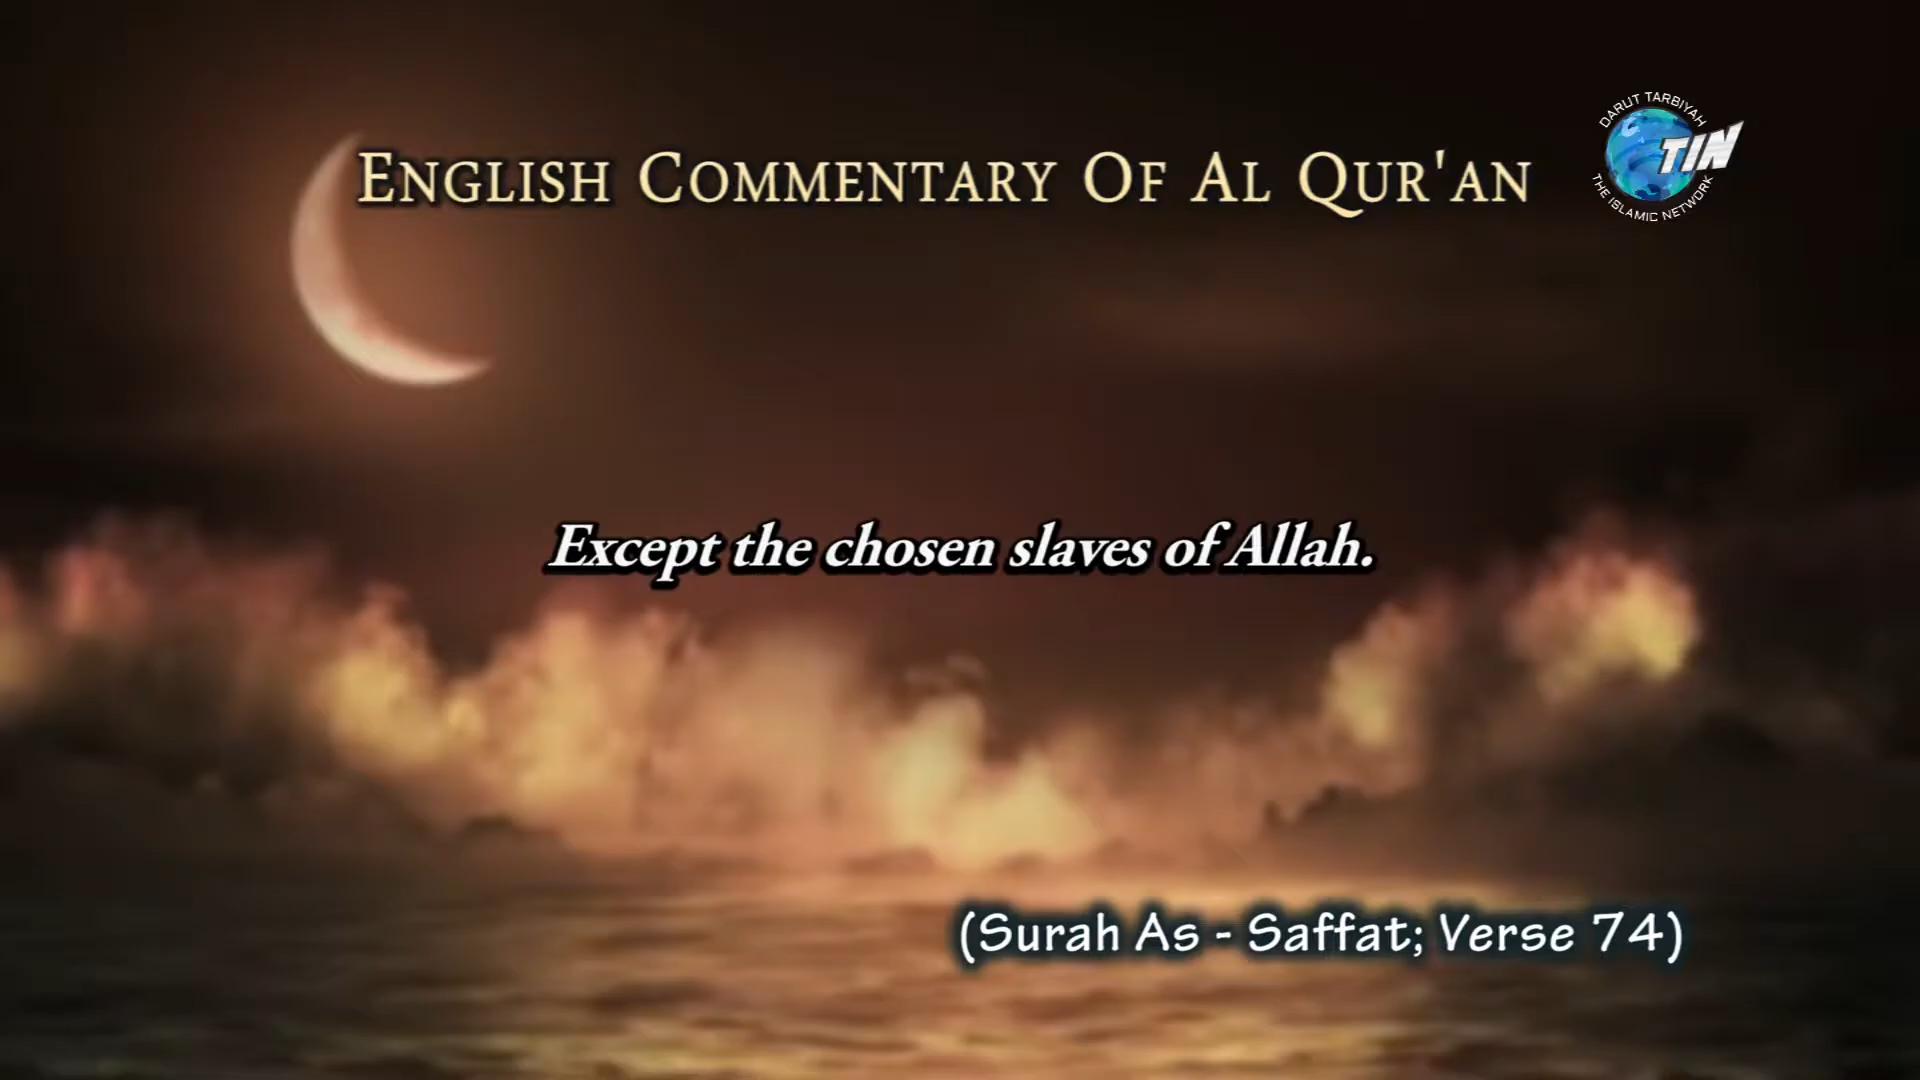 DARUT TARBIYAH
TIN
THE ISLAMIC NETWORK
ENGLISH COMMENTARY OF AL QUR'AN
Except the chosen slaves of Allah.
(Surah As - Saffat; Verse 74)